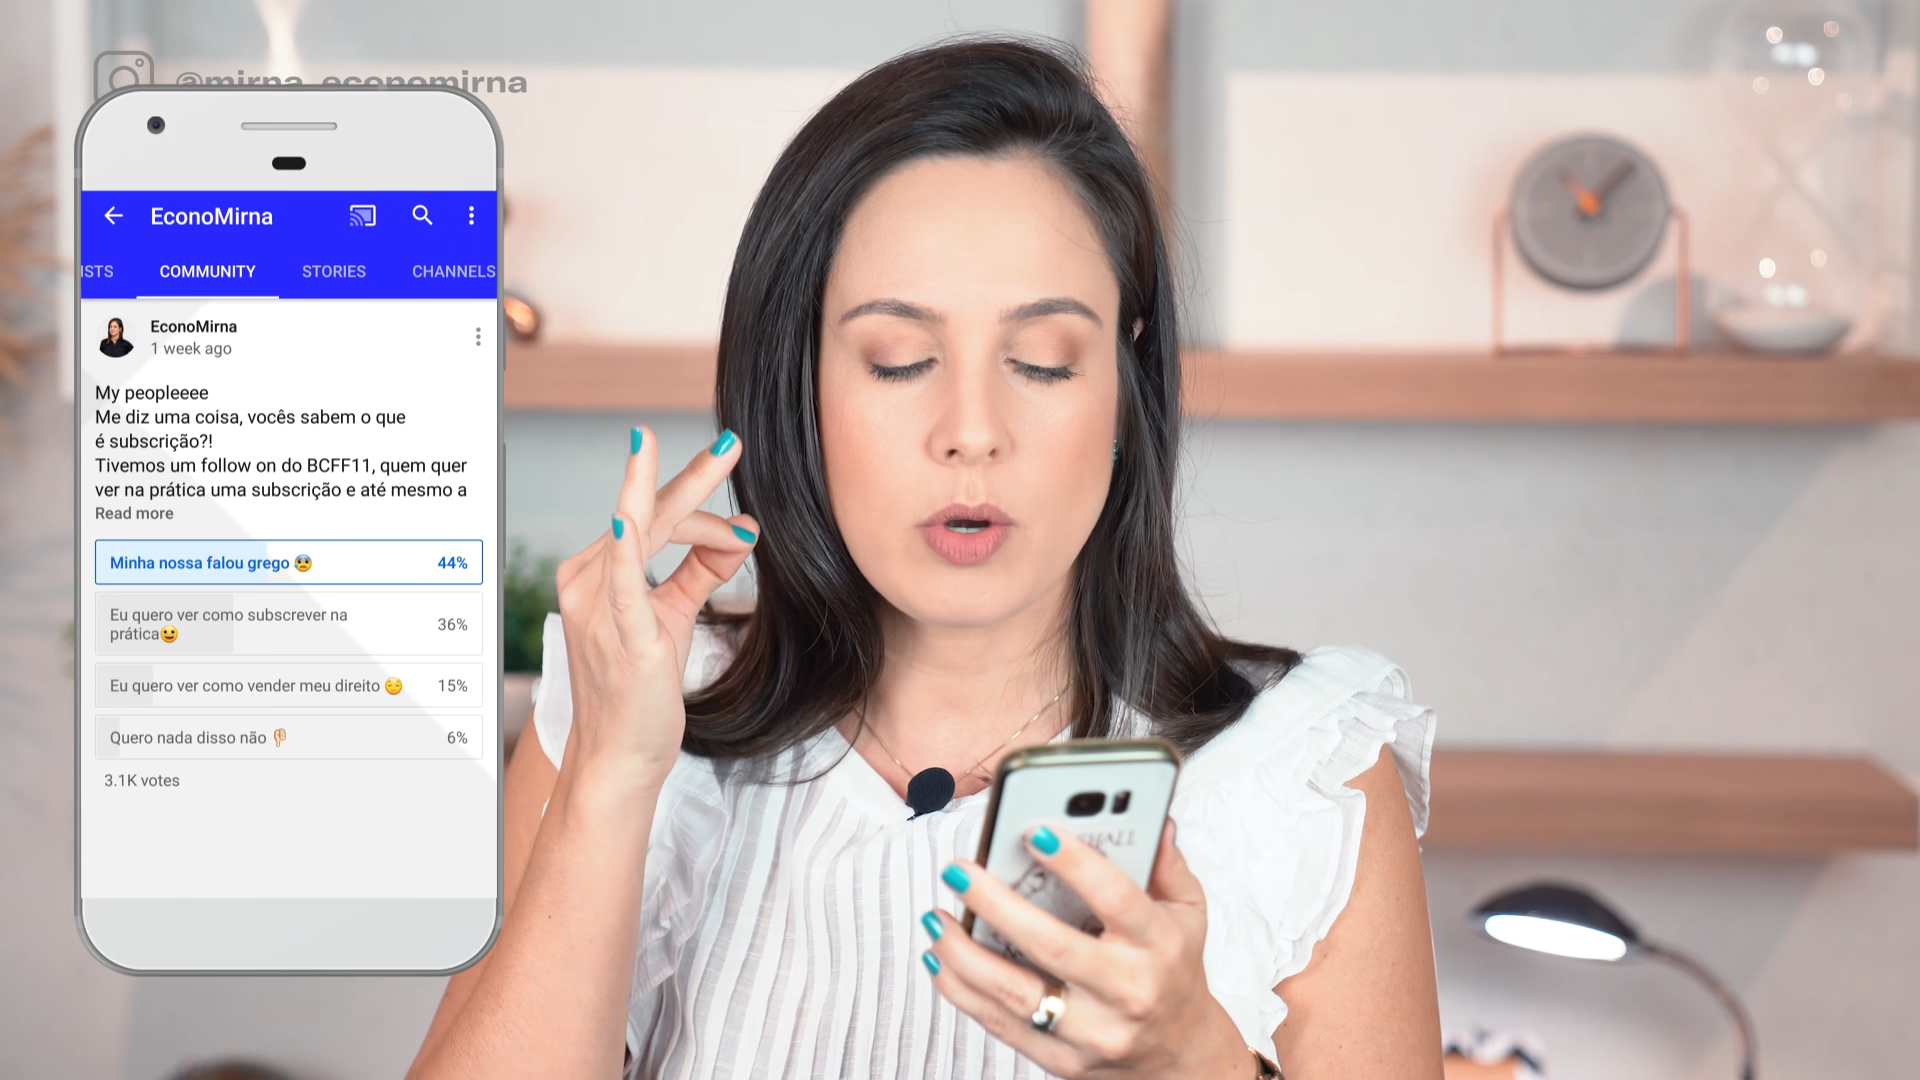 @mirna_economirna
EconoMirna
COMMUNITY
STORIES
CHANNELS
EconoMirna
1 week ago
My peopleeee
Me diz uma coisa, vocês sabem o que
é subscrição?!
Tivemos um follow on do BCFF11, quem quer
ver na prática uma subscrição e até mesmo a
Read more
Minha nossa falou grego 😰 44%
Eu quero ver como subscrever na
prática😀 36%
Eu quero ver como vender meu direito 😌 15%
Quero nada disso não 👎🏻 6%
3.1K votes